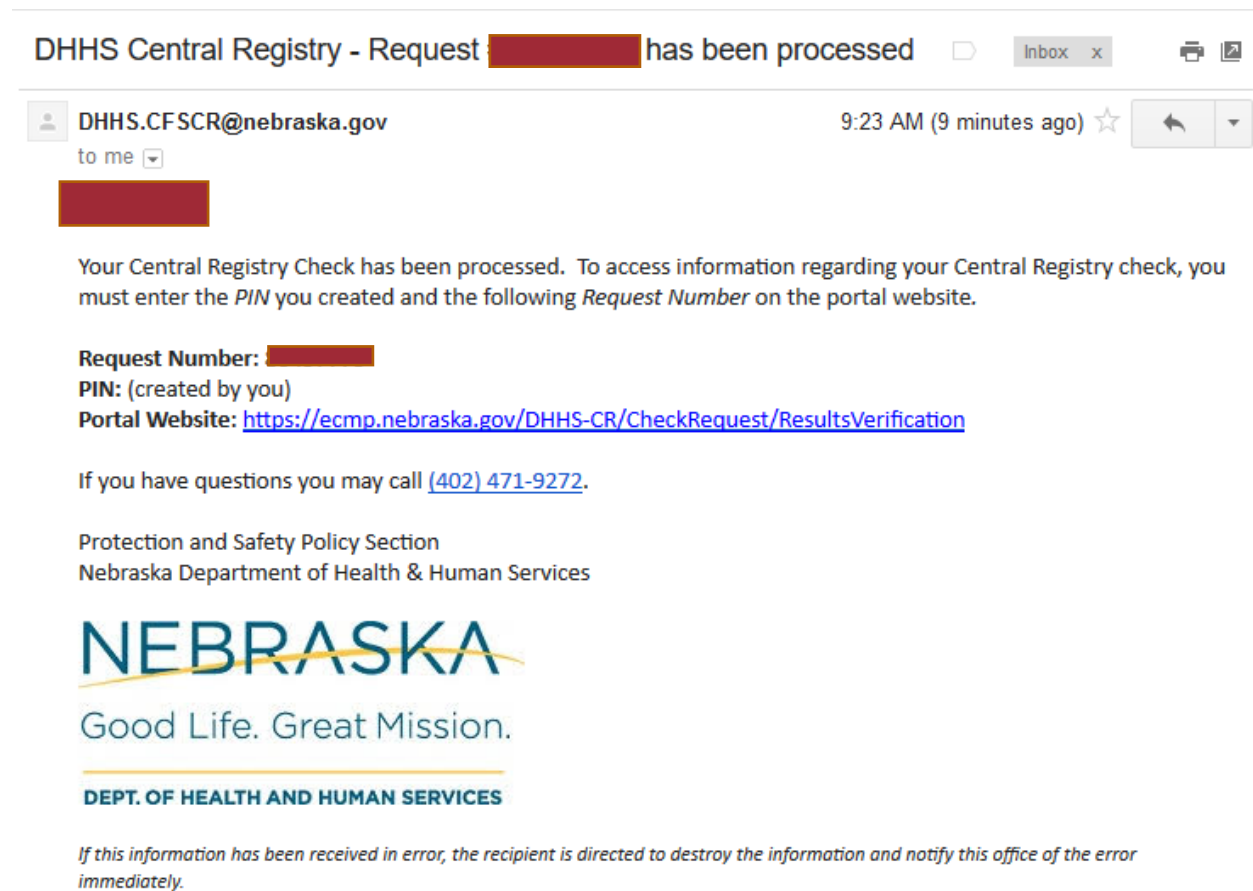 DHHS Central Registry - Request has been processed Inbox x
DHHS.CFSCR@nebraska.gov 9:23 AM (9 minutes ago)
to me
Your Central Registry Check has been processed.  To access information regarding your Central Registry check, you
must enter the PIN you created and the following Request Number on the portal website.
Request Number:
PIN: (created by you)
Portal Website: https://ecmp.nebraska.gov/DHHS-CR/CheckRequest/ResultsVerification
If you have questions you may call (402) 471-9272.
Protection and Safety Policy Section
Nebraska Department of Health & Human Services
NEBRASKA
Good Life. Great Mission.
DEPT. OF HEALTH AND HUMAN SERVICES
If this information has been received in error, the recipient is directed to destroy the information and notify this office of the error
immediately.